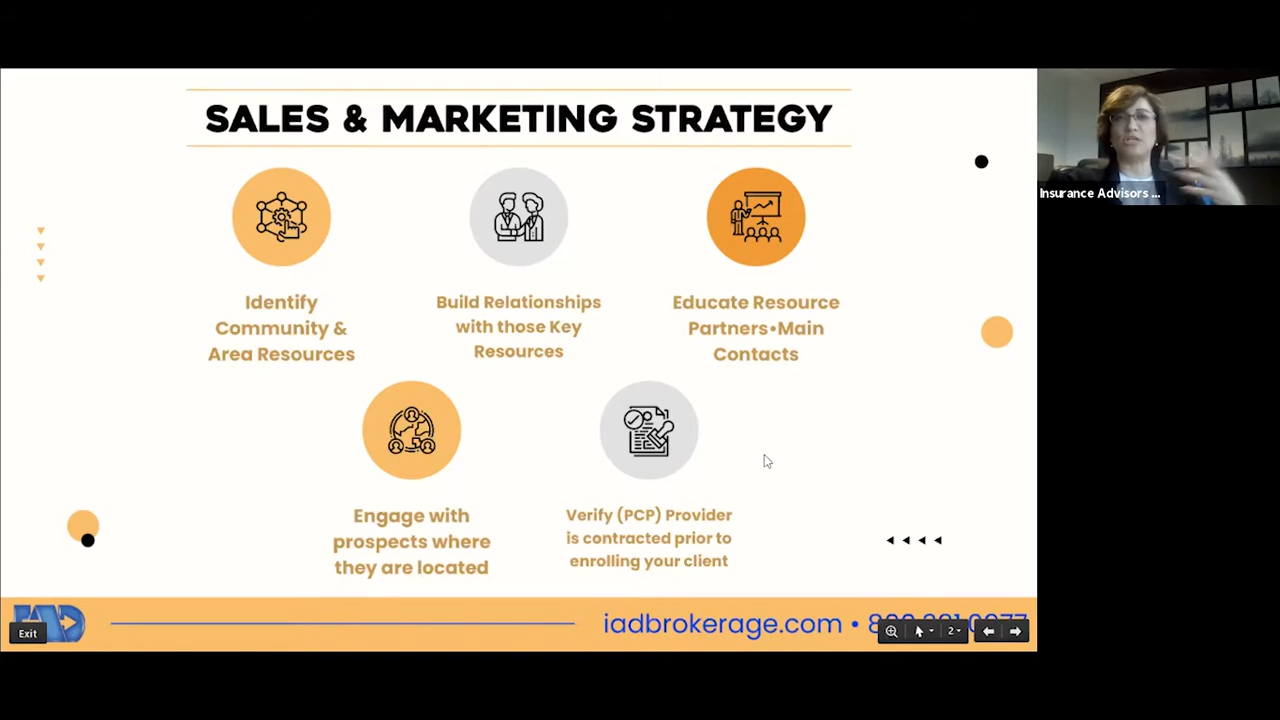 SALES & MARKETING STRATEGY
Insurance Advisors ...
Identify
Community &
Area Resources
Build Relationships
with those Key
Resources
Educate Resource
Partners•Main
Contacts
Engage with
prospects where
they are located
Verify (PCP) Provider
is contracted prior to
enrolling your client
IAD
Exit
iadbrokerage.com •
2